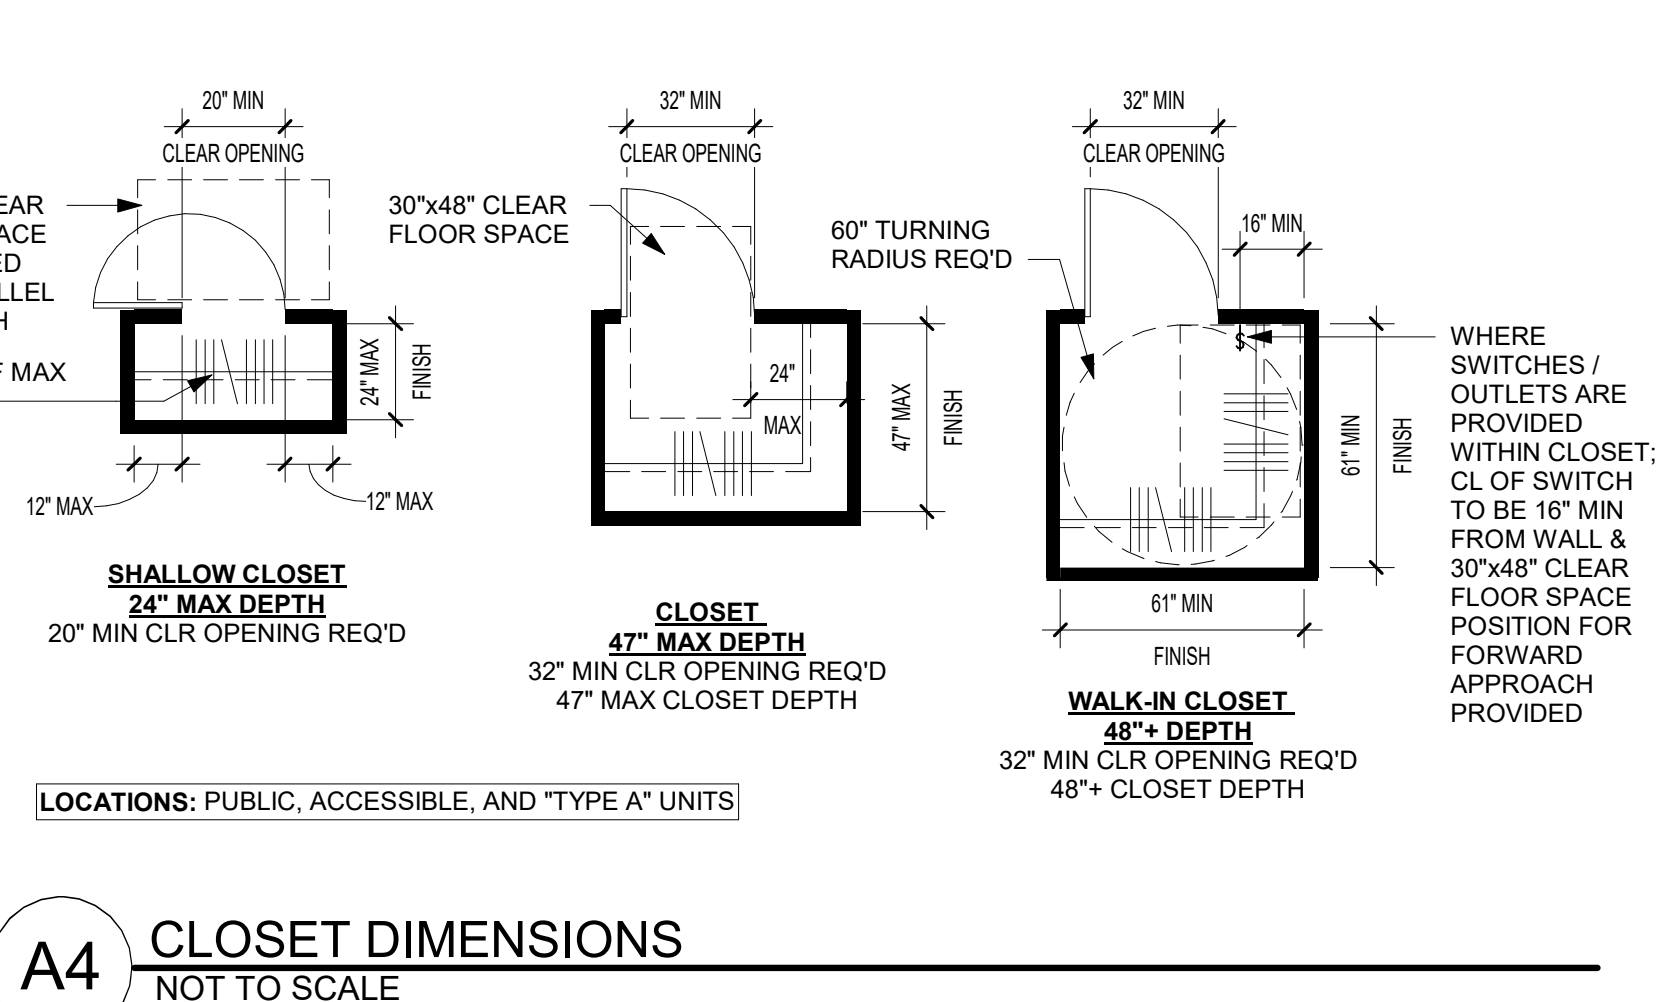 20" MIN
CLEAR OPENING
EAR
ACE
ED
LLEL
H
F MAX
24" MAX
FINISH
12" MAX
12" MAX
SHALLOW CLOSET
24" MAX DEPTH
20" MIN CLR OPENING REQ'D
32" MIN
CLEAR OPENING
30"x48" CLEAR
FLOOR SPACE
24"
MAX
47" MAX
FINISH
CLOSET
47" MAX DEPTH
32" MIN CLR OPENING REQ'D
47" MAX CLOSET DEPTH
32" MIN
CLEAR OPENING
60" TURNING
RADIUS REQ'D
16" MIN
$
61" MIN
FINISH
61" MIN
FINISH
WALK-IN CLOSET
48"+ DEPTH
32" MIN CLR OPENING REQ'D
48"+ CLOSET DEPTH
WHERE
SWITCHES /
OUTLETS ARE
PROVIDED
WITHIN CLOSET;
CL OF SWITCH
TO BE 16" MIN
FROM WALL &
30"x48" CLEAR
FLOOR SPACE
POSITION FOR
FORWARD
APPROACH
PROVIDED
LOCATIONS: PUBLIC, ACCESSIBLE, AND "TYPE A" UNITS
A4
CLOSET DIMENSIONS
NOT TO SCALE